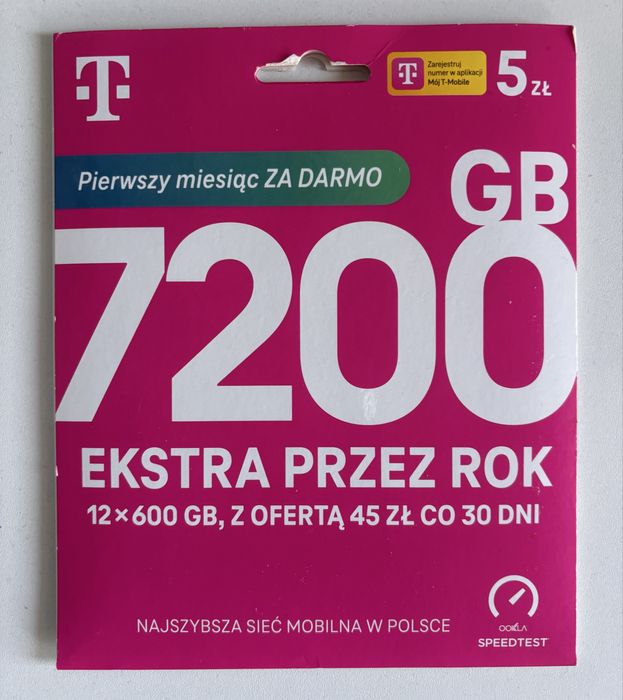 T
T
Zarejestruj
numer w aplikacji
Mój T-Mobile
5 ZŁ
Pierwszy miesiąc ZA DARMO
GB
7200
EKSTRA PRZEZ ROK
12×600 GB, Z OFERTĄ 45 ZŁ CO 30 DNI
NAJSZYBSZA SIEĆ MOBILNA W POLSCE
OOKLA
SPEEDTEST